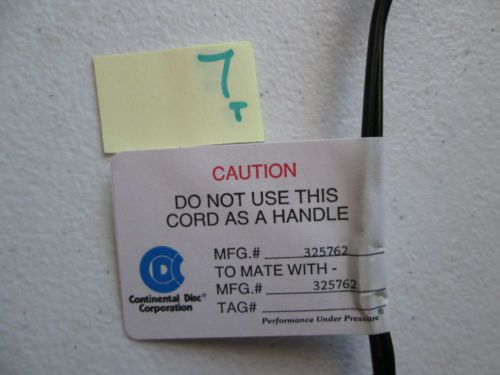 7
T
CAUTION
DO NOT USE THIS
CORD AS A HANDLE
MFG.# 325762
TO MATE WITH -
MFG.# 325762
TAG#
Continental Disc®
Corporation
Performance Under Pressure®